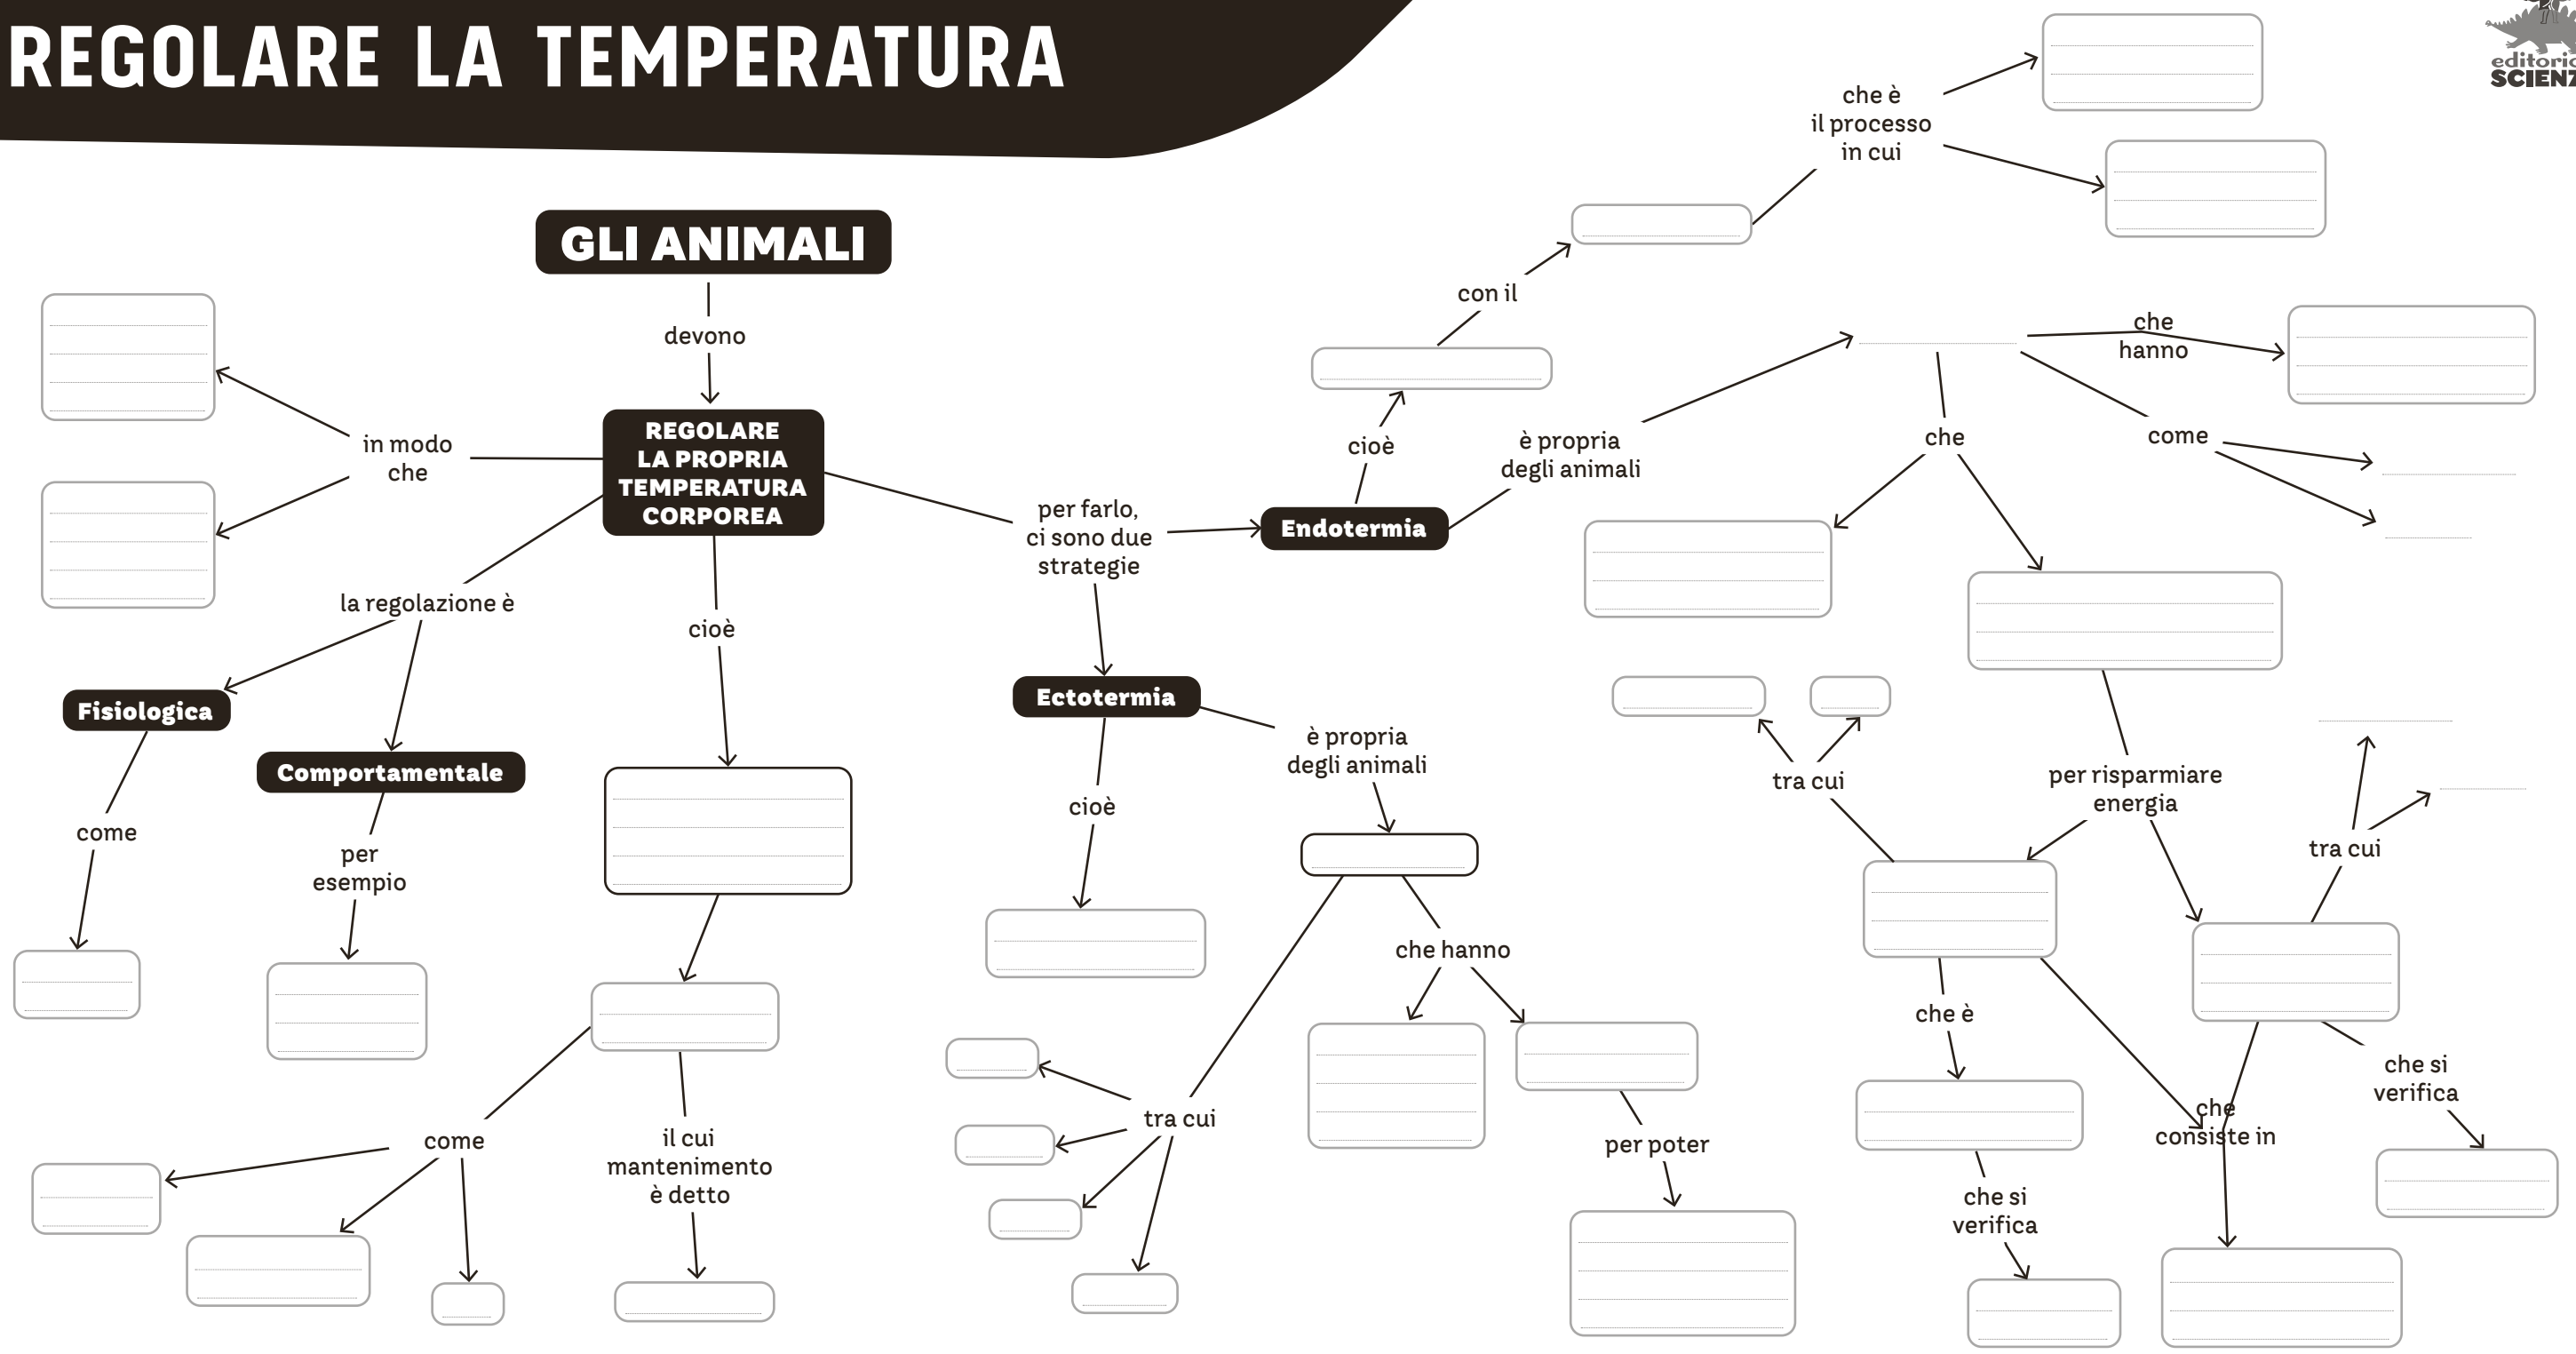 REGOLARE LA TEMPERATURA
editoriale
SCIENZA
che è
il processo
in cui
GLI ANIMALI
con il
devono
che
hanno
in modo
che
REGOLARE
LA PROPRIA
TEMPERATURA
CORPOREA
cioè
è propria
degli animali
che
come
per farlo,
ci sono due
strategie
Endotermia
la regolazione è
cioè
Fisiologica
Comportamentale
Ectotermia
è propria
degli animali
tra cui
per risparmiare
energia
come
per
esempio
cioè
tra cui
che hanno
che è
che si
verifica
come
il cui
mantenimento
è detto
tra cui
per poter
che
consiste in
che si
verifica